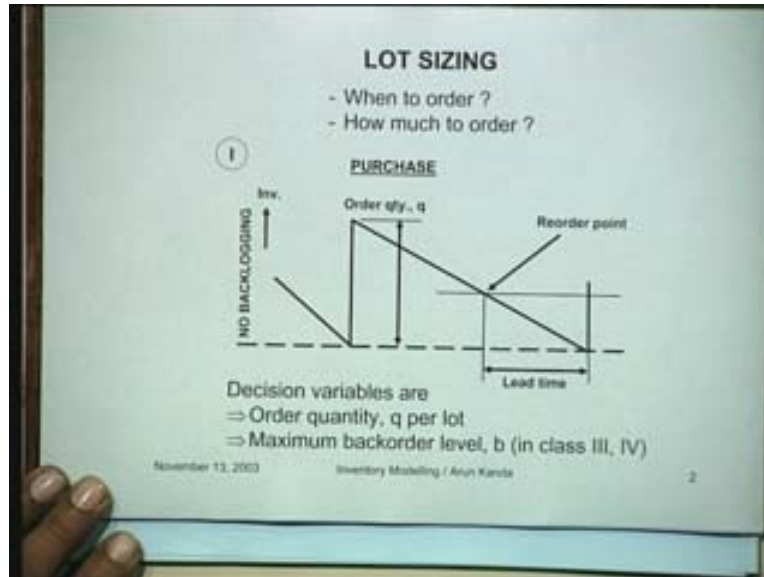 LOT SIZING
- When to order ?
- How much to order ?
I
PURCHASE
Inv.
Order qty., q
Reorder point
NO BACKLOGGING
Lead time
Decision variables are
⇒ Order quantity, q per lot
⇒ Maximum backorder level, b (in class III, IV)
November 13, 2003 Inventory Modelling / Arun Kanda 2